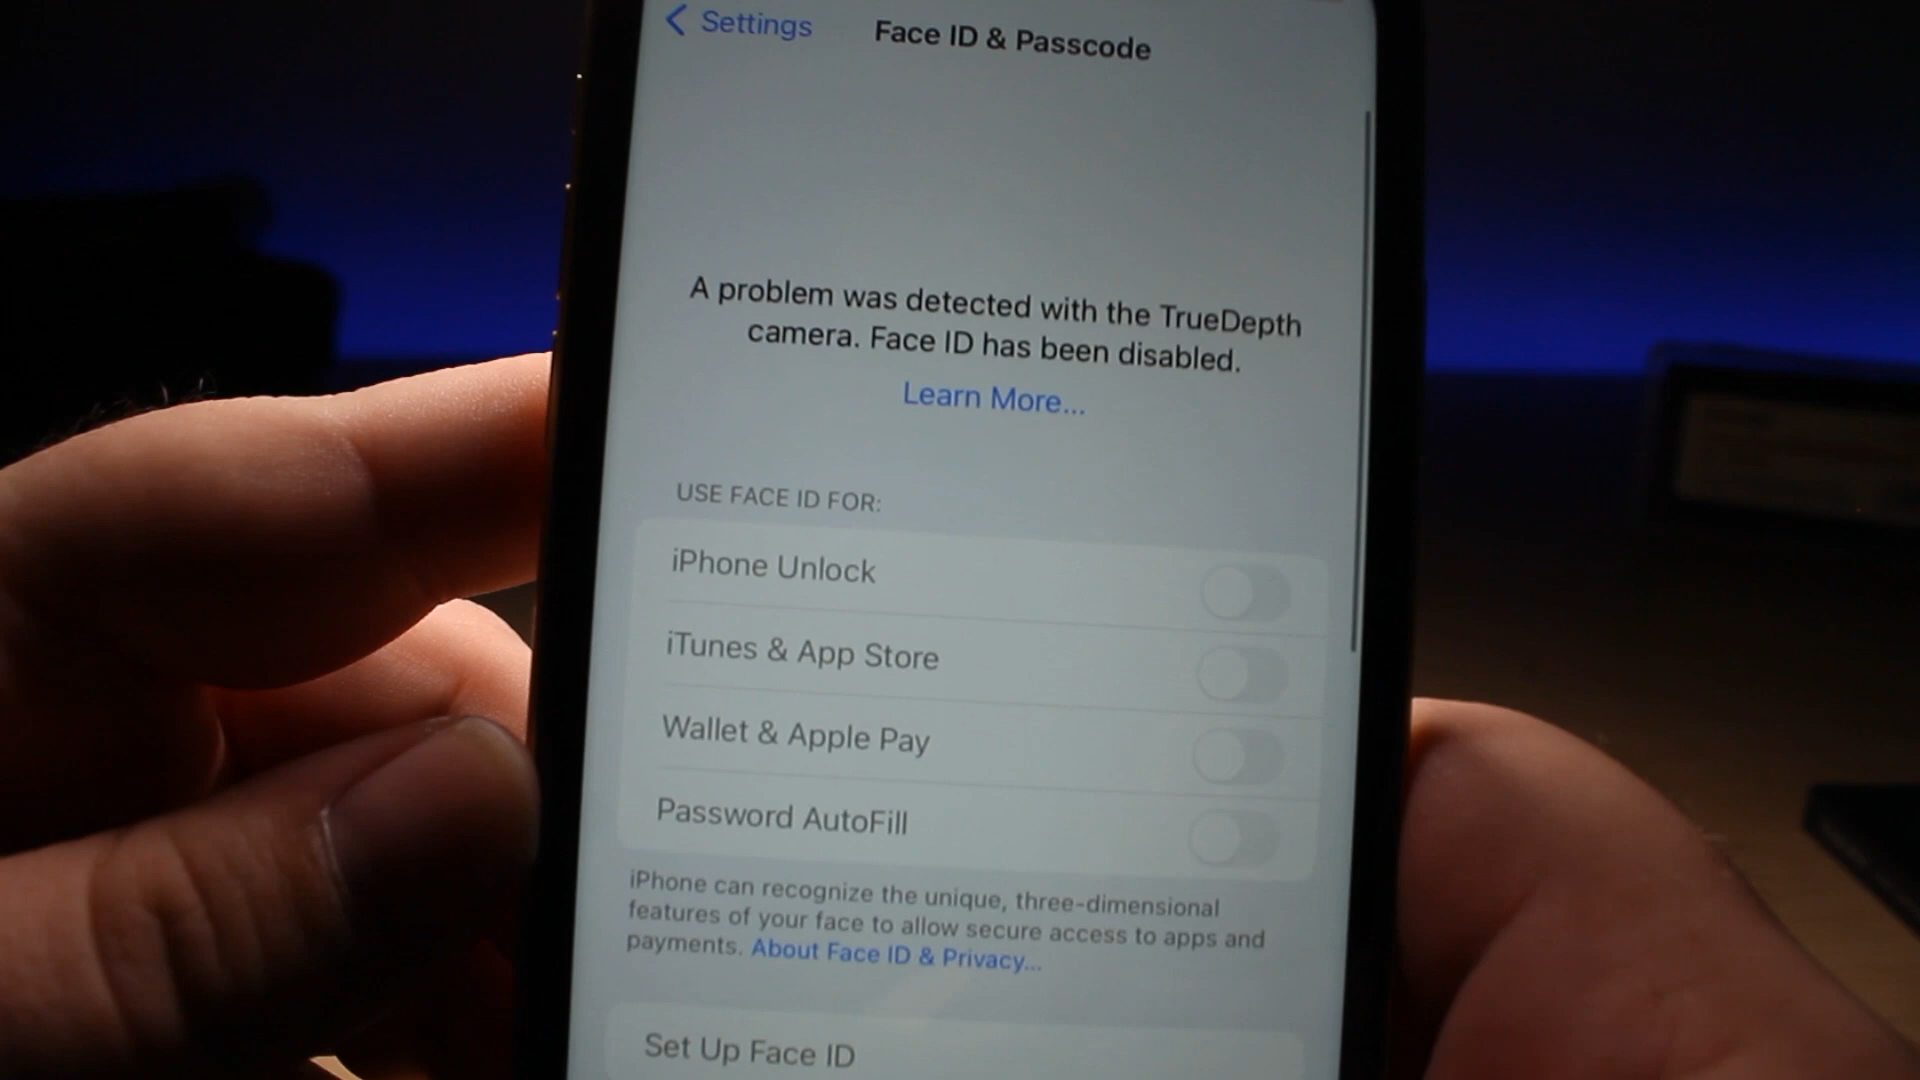 Settings
Face ID & Passcode
A problem was detected with the TrueDepth
camera. Face ID has been disabled.
Learn More...
USE FACE ID FOR:
iPhone Unlock
iTunes & App Store
Wallet & Apple Pay
Password AutoFill
iPhone can recognize the unique, three-dimensional
features of your face to allow secure access to apps and
payments. About Face ID & Privacy...
Set Up Face ID